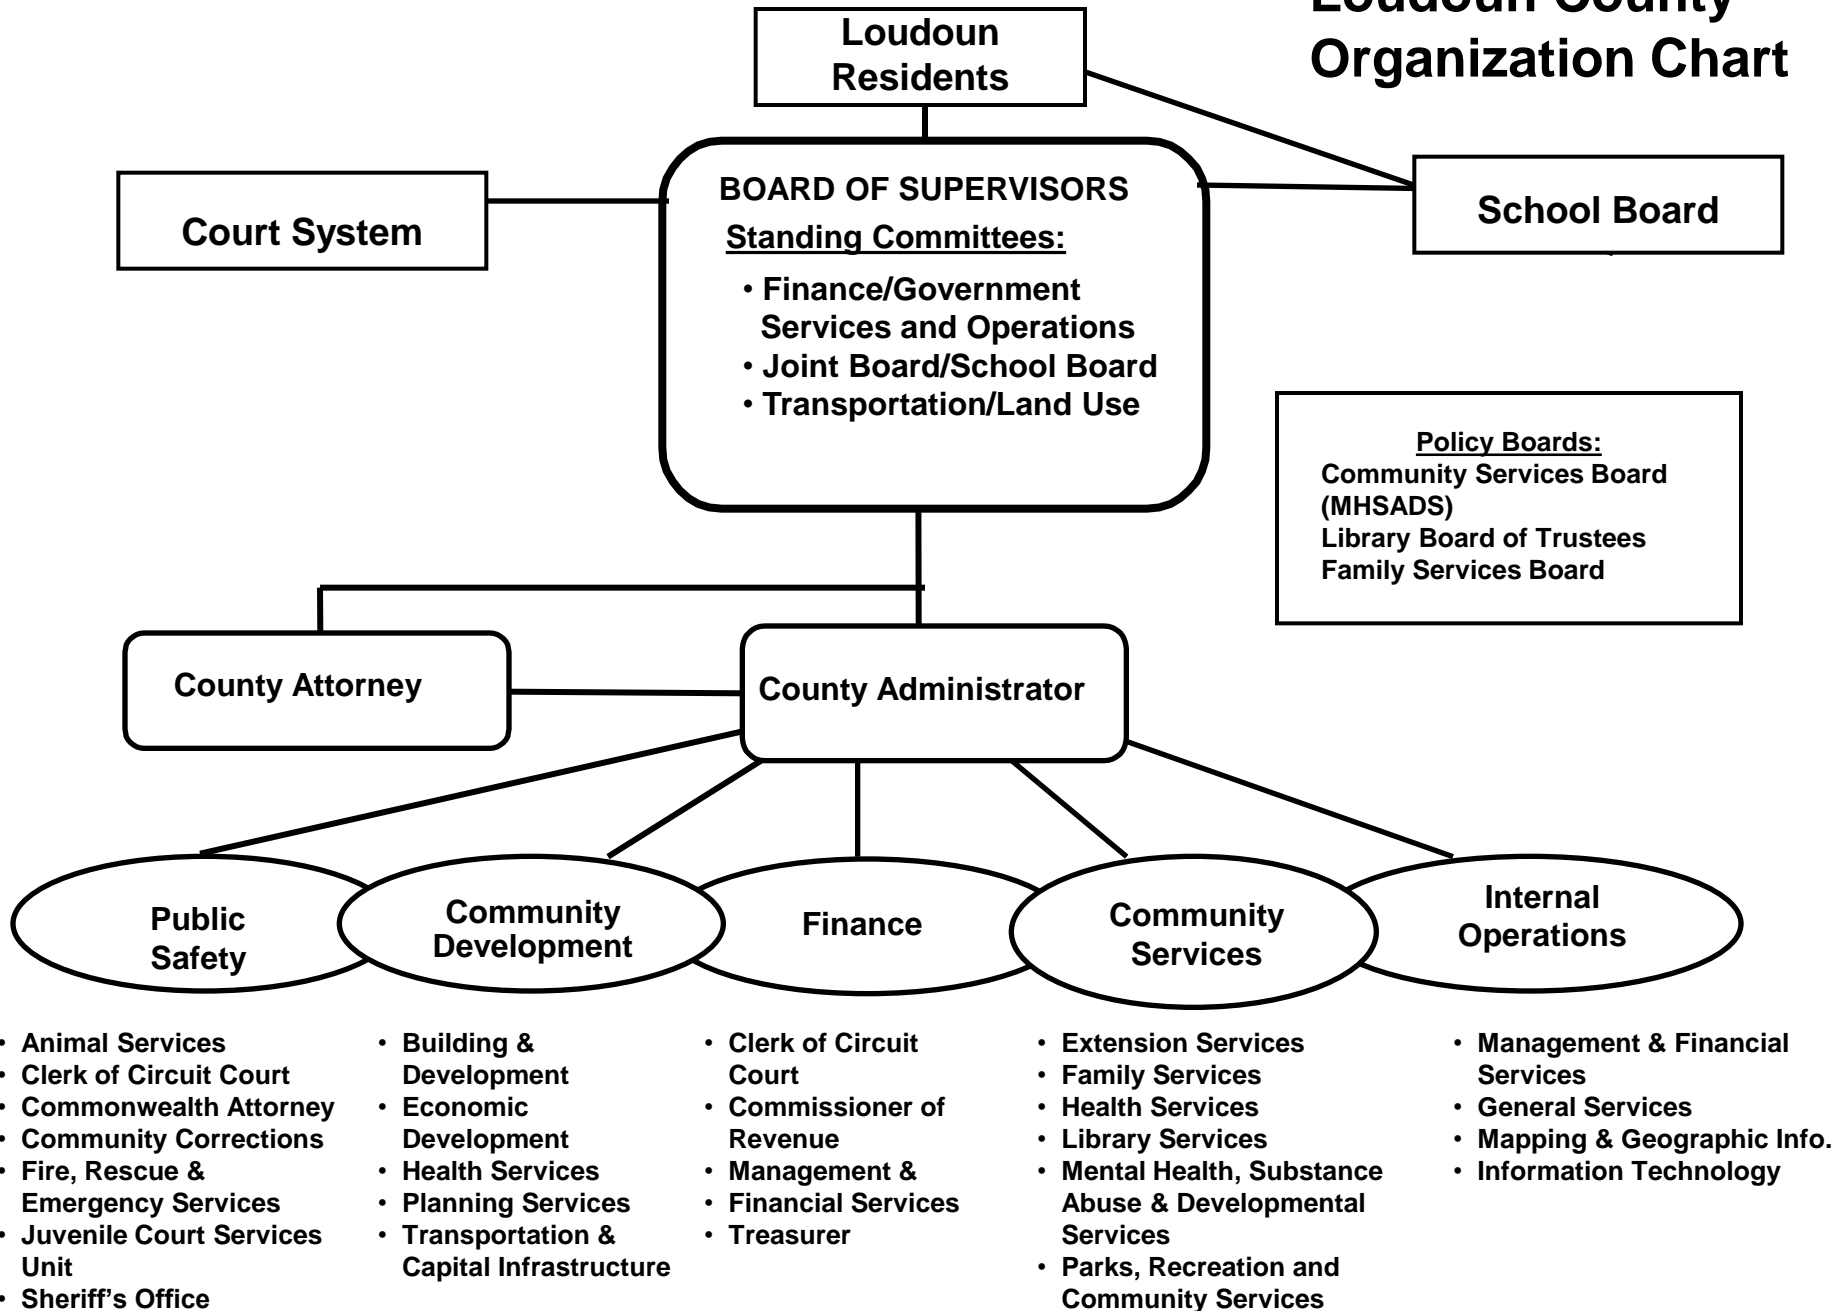 Loudoun County
Organization Chart
Loudoun
Residents
Court System
BOARD OF SUPERVISORS
Standing Committees:
• Finance/Government
Services and Operations
• Joint Board/School Board
• Transportation/Land Use
School Board
Policy Boards:
Community Services Board
(MHSADS)
Library Board of Trustees
Family Services Board
County Attorney
County Administrator
Public
Safety
Community
Development
Finance
Community
Services
Internal
Operations
• Animal Services
• Clerk of Circuit Court
• Commonwealth Attorney
• Community Corrections
• Fire, Rescue &
Emergency Services
• Juvenile Court Services
Unit
• Sheriff's Office
• Building &
Development
• Economic
Development
• Health Services
• Planning Services
• Transportation &
Capital Infrastructure
• Clerk of Circuit
Court
• Commissioner of
Revenue
• Management &
• Financial Services
• Treasurer
• Extension Services
• Family Services
• Health Services
• Library Services
• Mental Health, Substance
Abuse & Developmental
Services
• Parks, Recreation and
Community Services
• Management & Financial
Services
• General Services
• Mapping & Geographic Info.
• Information Technology